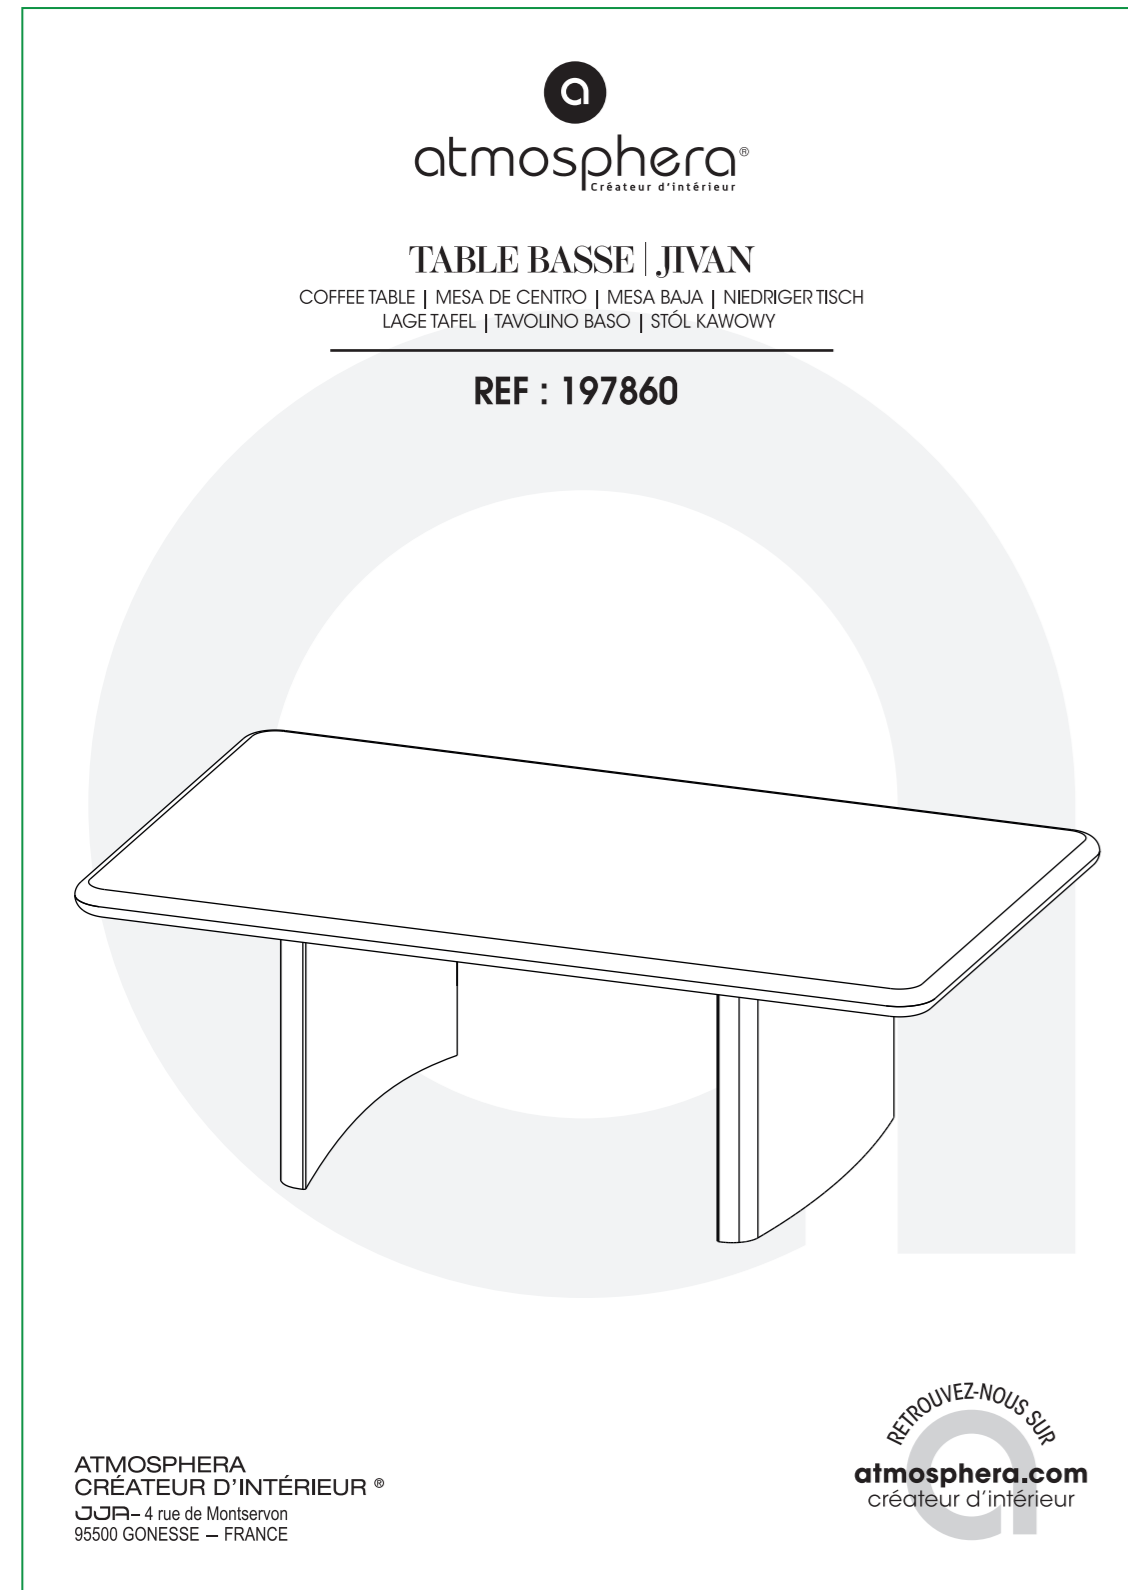 a
atmosphera®
Créateur d'intérieur
TABLE BASSE | JIVAN
COFFEE TABLE | MESA DE CENTRO | MESA BAJA | NIEDRIGER TISCH
LAGE TAFEL | TAVOLINO BASO | STÓL KAWOWY
REF : 197860
RETROUVEZ-NOUS SUR
atmosphera.com
créateur d'intérieur
ATMOSPHERA
CRÉATEUR D'INTÉRIEUR ®
JJA – 4 rue de Montservon
95500 GONESSE – FRANCE